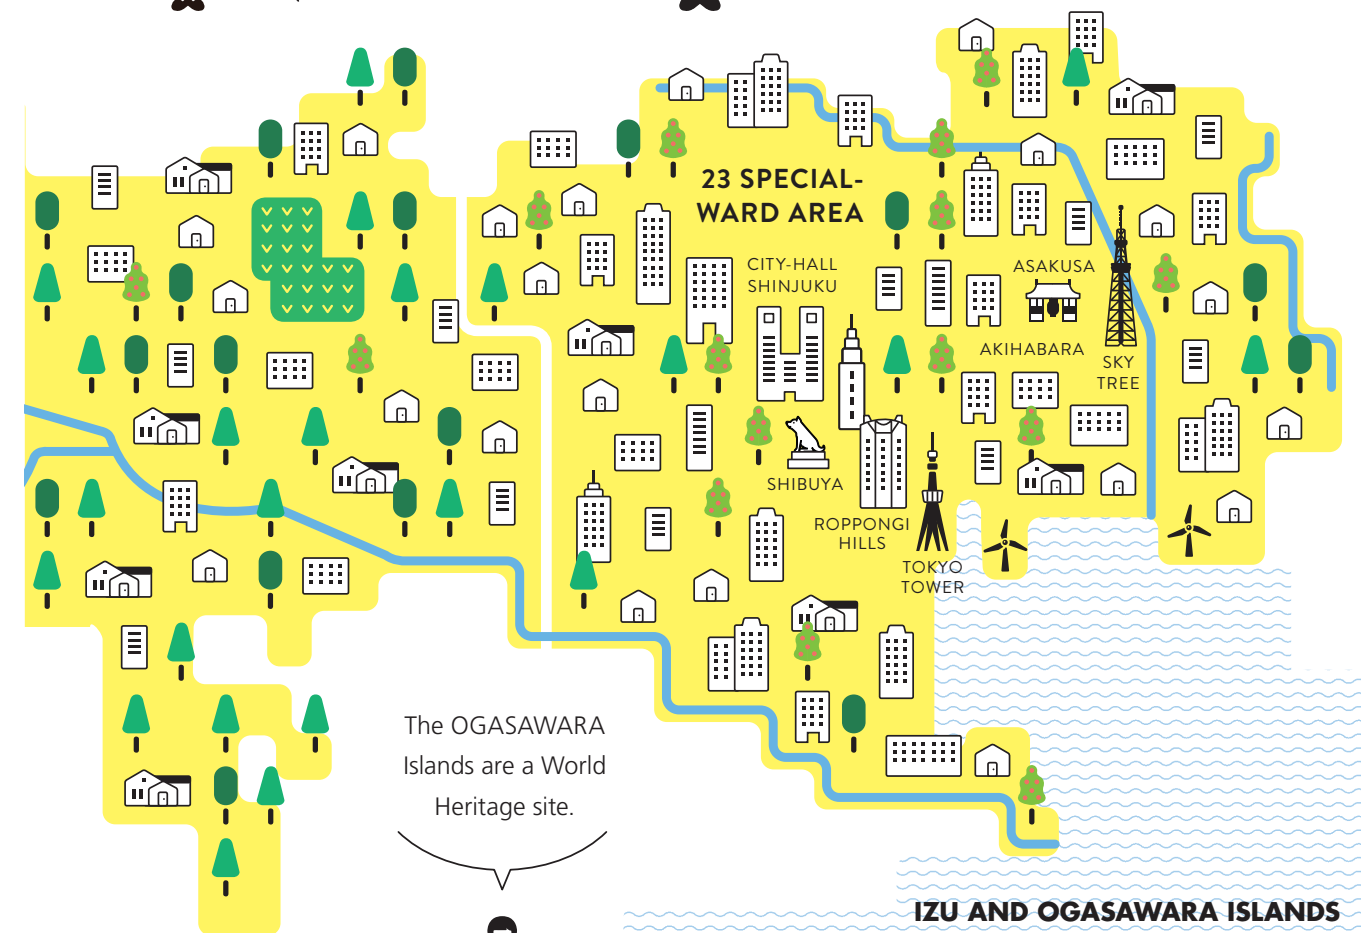 23 SPECIAL-
WARD AREA
CITY-HALL
SHINJUKU
ASAKUSA
AKIHABARA
SKY
TREE
SHIBUYA
ROPPONGI
HILLS
TOKYO
TOWER
The OGASAWARA
Islands are a World
Heritage site.
IZU AND OGASAWARA ISLANDS